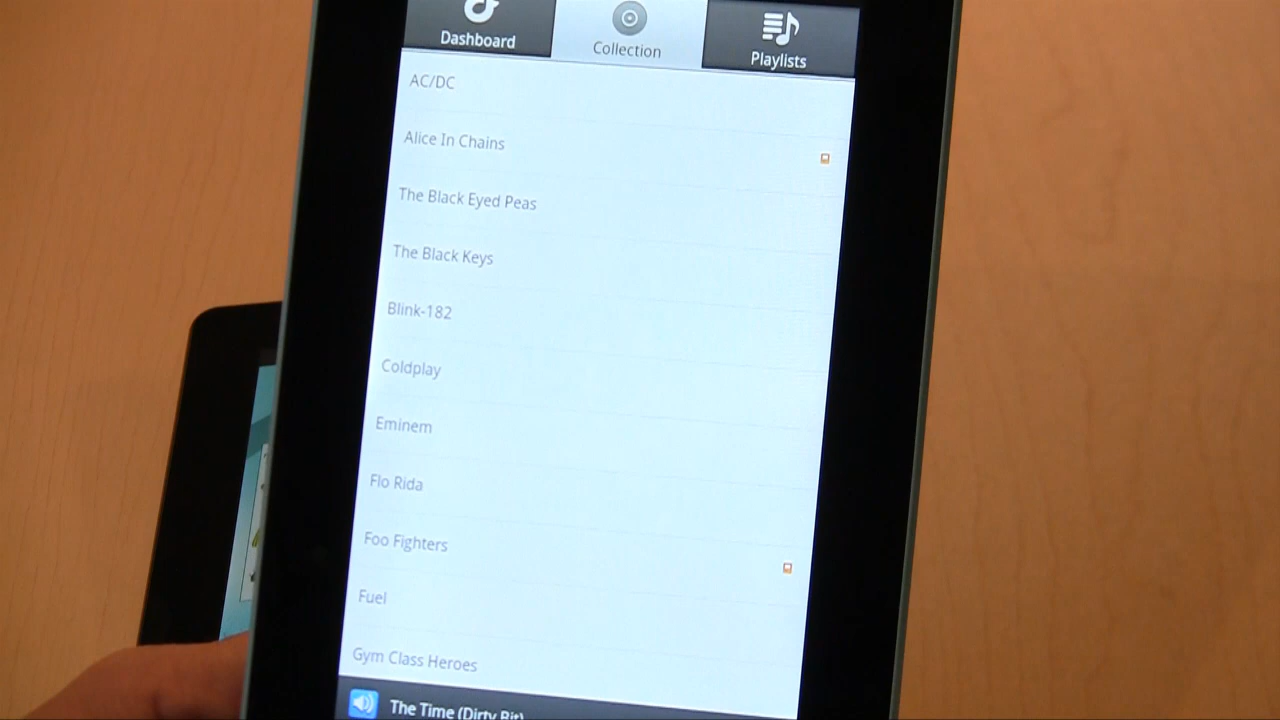 Dashboard
Collection
Playlists
AC/DC
Alice In Chains
The Black Eyed Peas
The Black Keys
Blink-182
Coldplay
Eminem
Flo Rida
Foo Fighters
Fuel
Gym Class Heroes
The Time (Dirty Bit)